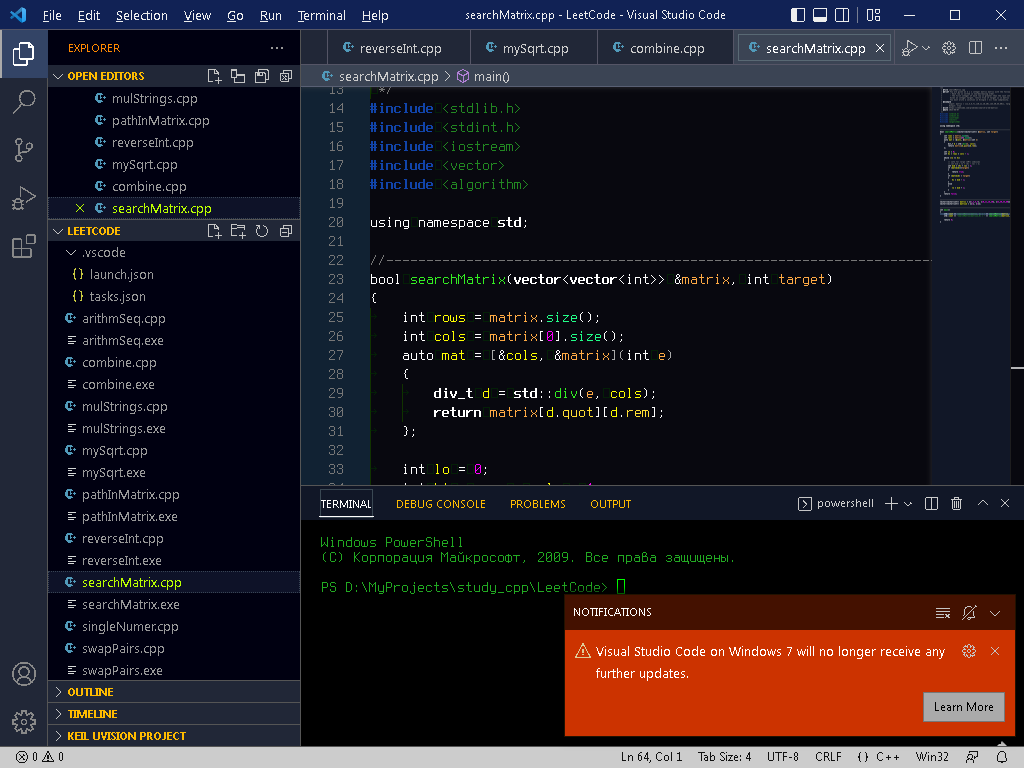 File Edit Selection View Go Run Terminal Help searchMatrix.cpp - LeetCode - Visual Studio Code
EXPLORER
OPEN EDITORS
mulStrings.cpp
pathInMatrix.cpp
reverseInt.cpp
mySqrt.cpp
combine.cpp
searchMatrix.cpp
LEETCODE
.vscode
{} launch.json
{} tasks.json
arithmSeq.cpp
arithmSeq.exe
combine.cpp
combine.exe
mulStrings.cpp
mulStrings.exe
mySqrt.cpp
mySqrt.exe
pathInMatrix.cpp
pathInMatrix.exe
reverseInt.cpp
reverseInt.exe
searchMatrix.cpp
searchMatrix.exe
singleNumer.cpp
swapPairs.cpp
swapPairs.exe
OUTLINE
TIMELINE
KEIL UVISION PROJECT
reverseInt.cpp mySqrt.cpp combine.cpp searchMatrix.cpp
searchMatrix.cpp > main()
13 */
14 #include <stdlib.h>
15 #include <stdint.h>
16 #include <iostream>
17 #include <vector>
18 #include <algorithm>
19
20 using namespace std;
21
22 //--------------------------------------------------------------------
23 bool searchMatrix(vector<vector<int>> &matrix, int target)
24 {
25 int rows = matrix.size();
26 int cols = matrix[0].size();
27 auto mat = [&cols, &matrix](int e)
28 {
29 div_t d = std::div(e, cols);
30 return matrix[d.quot][d.rem];
31 };
32
33 int lo = 0;
TERMINAL DEBUG CONSOLE PROBLEMS OUTPUT powershell
Windows PowerShell
(C) Корпорация Майкрософт, 2009. Все права защищены.
PS D:\MyProjects\study_cpp\LeetCode>
NOTIFICATIONS
Visual Studio Code on Windows 7 will no longer receive any
further updates.
Learn More
0 0 Ln 64, Col 1 Tab Size: 4 UTF-8 CRLF {} C++ Win32